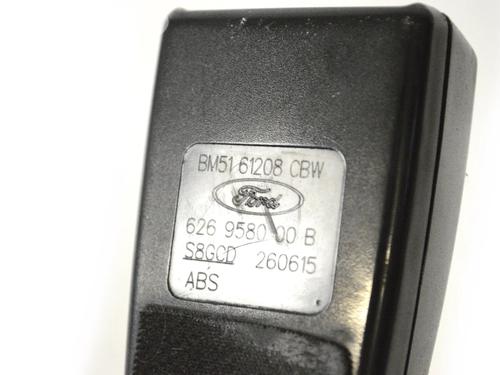 BM51 61208 CBW
Ford
626 9580 00 B
S8GCD 260615
ABS